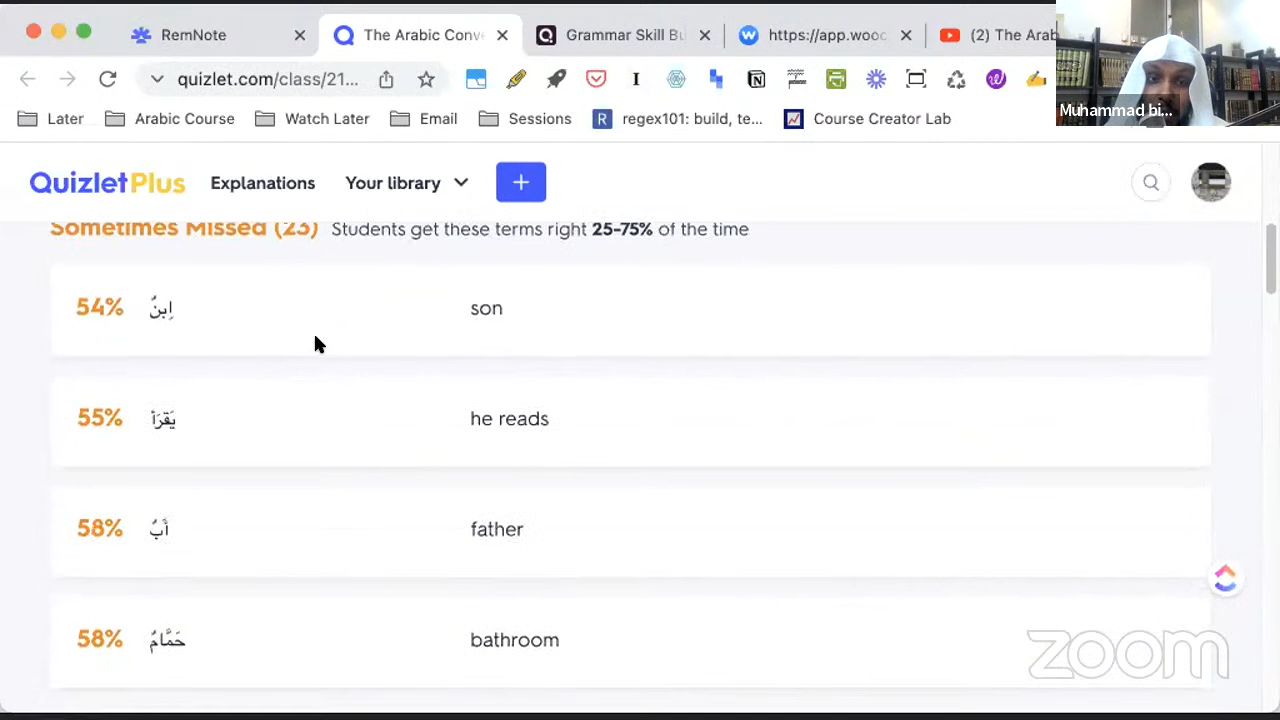 RemNote
The Arabic Conv
Grammar Skill Bu
https://app.wooc
(2) The Arab
quizlet.com/class/21...
Muhammad bi...
Later
Arabic Course
Watch Later
Email
Sessions
regex101: build, te...
Course Creator Lab
QuizletPlus
Explanations
Your library
Sometimes Missed (23) Students get these terms right 25-75% of the time
54% اِبنٌ son
55% يَقرَأ he reads
58% أَبٌ father
58% حَمَّامٌ bathroom
zoom